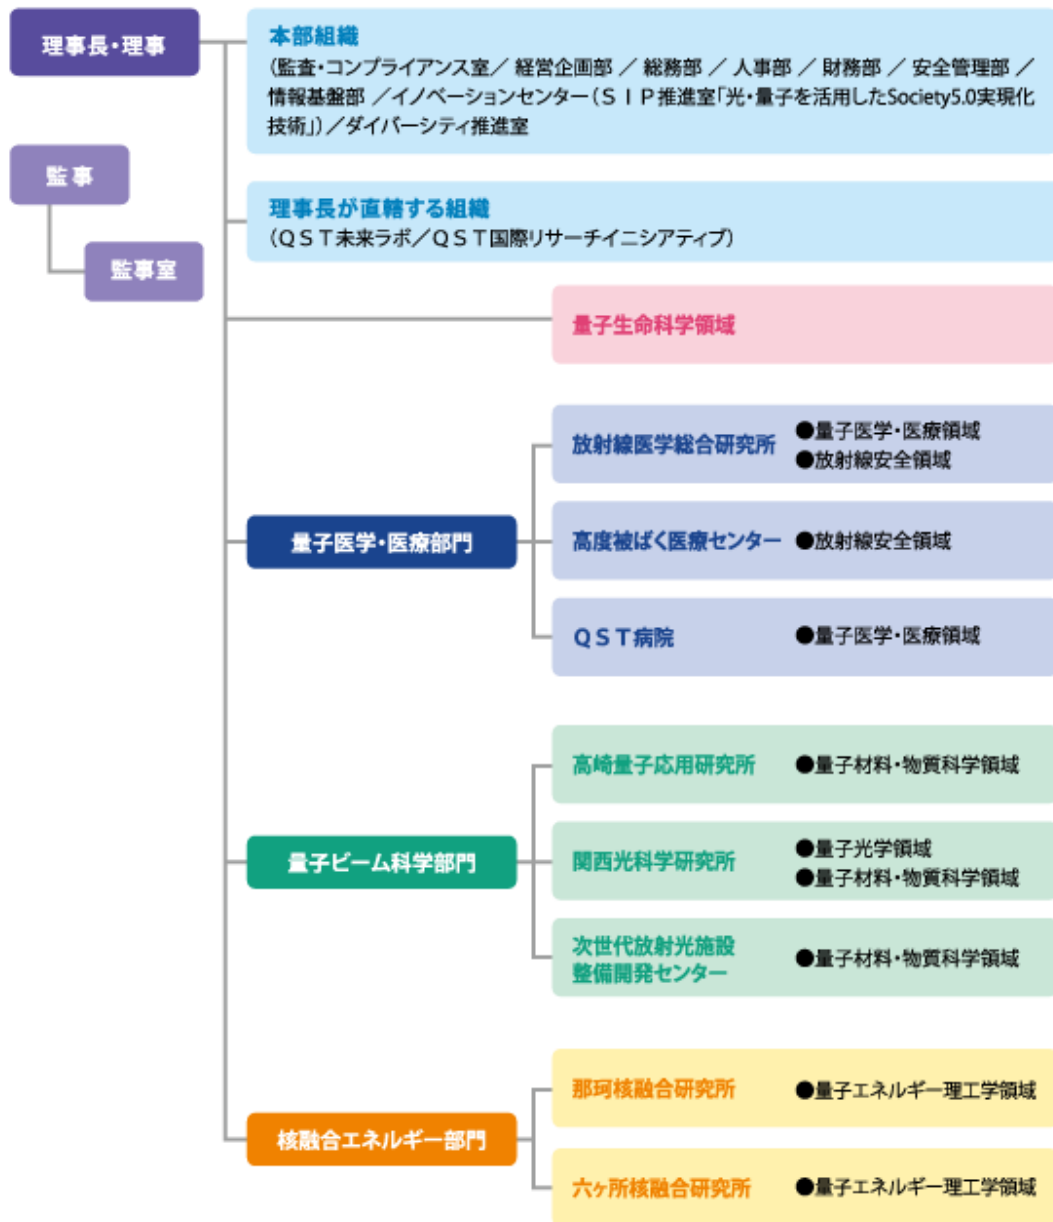 理事長・理事
本部組織
（監査・コンプライアンス室／ 経営企画部 ／ 総務部 ／ 人事部 ／ 財務部 ／ 安全管理部 ／
情報基盤部 ／イノベーションセンター（ＳＩＰ推進室「光・量子を活用したSociety5.0実現化
技術」）／ダイバーシティ推進室
監事
監事室
理事長が直轄する組織
（ＱＳＴ未来ラボ／ＱＳＴ国際リサーチイニシアティブ）
量子生命科学領域
量子医学・医療部門
放射線医学総合研究所
●量子医学・医療領域
●放射線安全領域
高度被ばく医療センター
●放射線安全領域
ＱＳＴ病院
●量子医学・医療領域
量子ビーム科学部門
高崎量子応用研究所
●量子材料・物質科学領域
関西光科学研究所
●量子光学領域
●量子材料・物質科学領域
次世代放射光施設
整備開発センター
●量子材料・物質科学領域
核融合エネルギー部門
那珂核融合研究所
●量子エネルギー理工学領域
六ヶ所核融合研究所
●量子エネルギー理工学領域